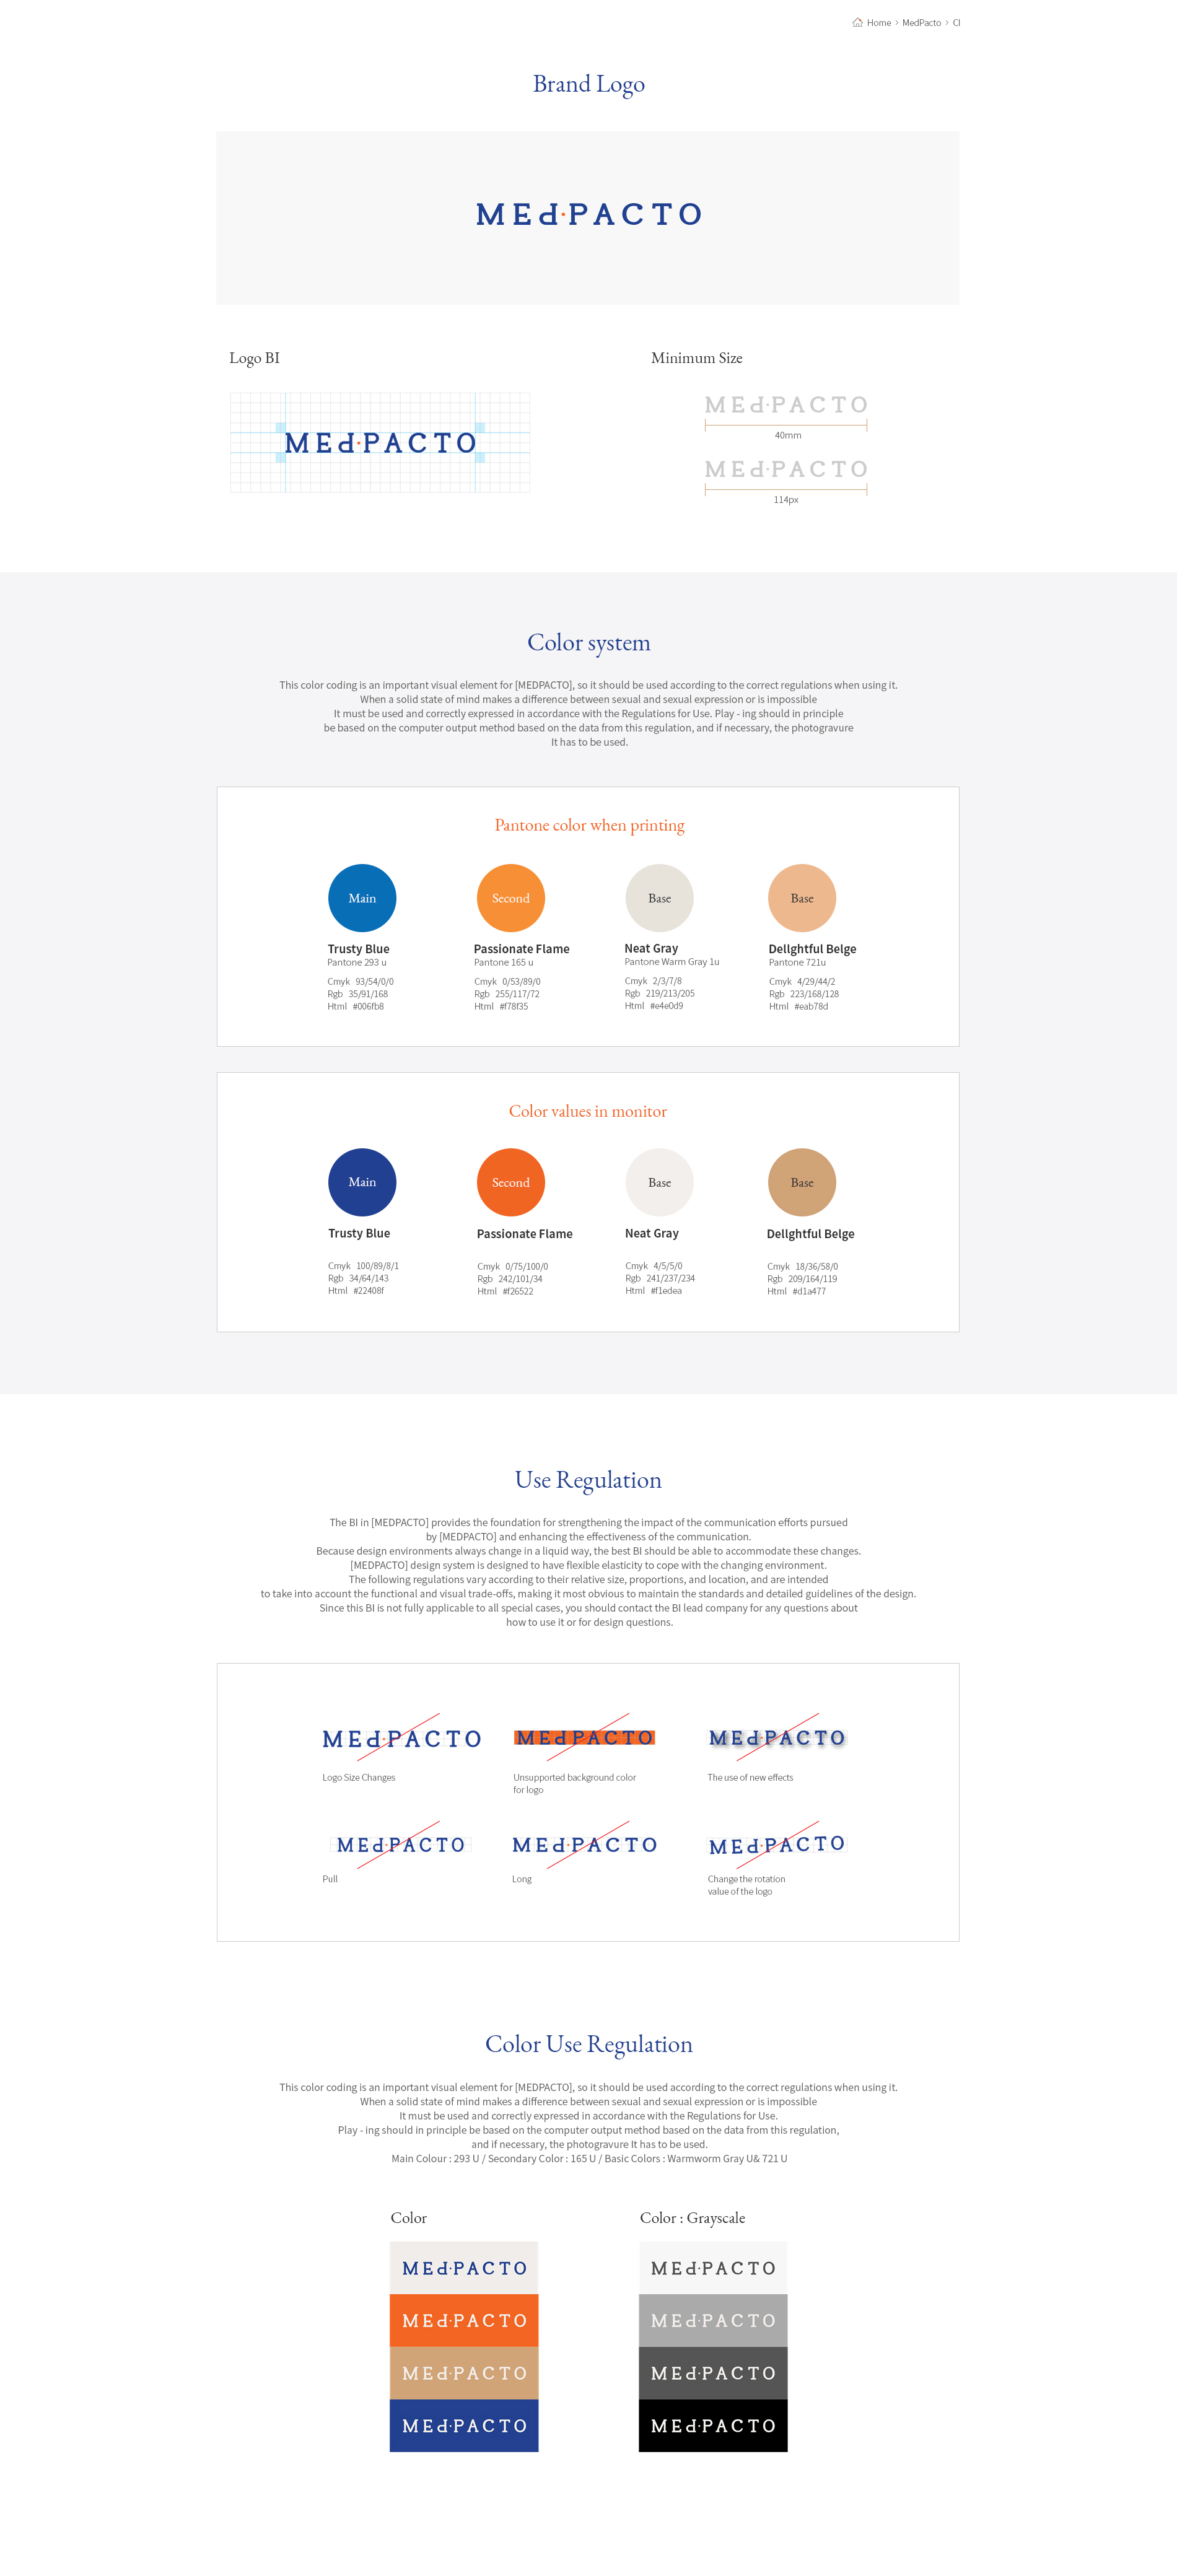 Home > MedPacto > CI
Brand Logo
MEd·PACTO
Logo BI
Minimum Size
MEd·PACTO
MEd·PACTO
40mm
MEd·PACTO
114px
Color system
This color coding is an important visual element for [MEDPACTO], so it should be used according to the correct regulations when using it.
When a solid state of mind makes a difference between sexual and sexual expression or is impossible
It must be used and correctly expressed in accordance with the Regulations for Use. Play - ing should in principle
be based on the computer output method based on the data from this regulation, and if necessary, the photogravure
It has to be used.
Pantone color when printing
Main
Second
Base
Base
Trusty Blue
Pantone 293 u
Cmyk 93/54/0/0
Rgb 35/91/168
Html #006fb8
Passionate Flame
Pantone 165 u
Cmyk 0/53/89/0
Rgb 255/117/72
Html #f78f35
Neat Gray
Pantone Warm Gray 1u
Cmyk 2/3/7/8
Rgb 219/213/205
Html #e4e0d9
Dellghtful Belge
Pantone 721u
Cmyk 4/29/44/2
Rgb 223/168/128
Html #eab78d
Color values in monitor
Main
Second
Base
Base
Trusty Blue
Cmyk 100/89/8/1
Rgb 34/64/143
Html #22408f
Passionate Flame
Cmyk 0/75/100/0
Rgb 242/101/34
Html #f26522
Neat Gray
Cmyk 4/5/5/0
Rgb 241/237/234
Html #f1edea
Dellghtful Belge
Cmyk 18/36/58/0
Rgb 209/164/119
Html #d1a477
Use Regulation
The BI in [MEDPACTO] provides the foundation for strengthening the impact of the communication efforts pursued
by [MEDPACTO] and enhancing the effectiveness of the communication.
Because design environments always change in a liquid way, the best BI should be able to accommodate these changes.
[MEDPACTO] design system is designed to have flexible elasticity to cope with the changing environment.
The following regulations vary according to their relative size, proportions, and location, and are intended
to take into account the functional and visual trade-offs, making it most obvious to maintain the standards and detailed guidelines of the design.
Since this BI is not fully applicable to all special cases, you should contact the BI lead company for any questions about
how to use it or for design questions.
MEd·PACTO
Logo Size Changes
MEd·PACTO
Unsupported background color
for logo
MEd·PACTO
The use of new effects
MEd·PACTO
Pull
MEd·PACTO
Long
MEd·PACTO
Change the rotation
value of the logo
Color Use Regulation
This color coding is an important visual element for [MEDPACTO], so it should be used according to the correct regulations when using it.
When a solid state of mind makes a difference between sexual and sexual expression or is impossible
It must be used and correctly expressed in accordance with the Regulations for Use.
Play - ing should in principle be based on the computer output method based on the data from this regulation,
and if necessary, the photogravure It has to be used.
Main Colour : 293 U / Secondary Color : 165 U / Basic Colors : Warmworm Gray U& 721 U
Color
MEd·PACTO
MEd·PACTO
MEd·PACTO
MEd·PACTO
Color : Grayscale
MEd·PACTO
MEd·PACTO
MEd·PACTO
MEd·PACTO